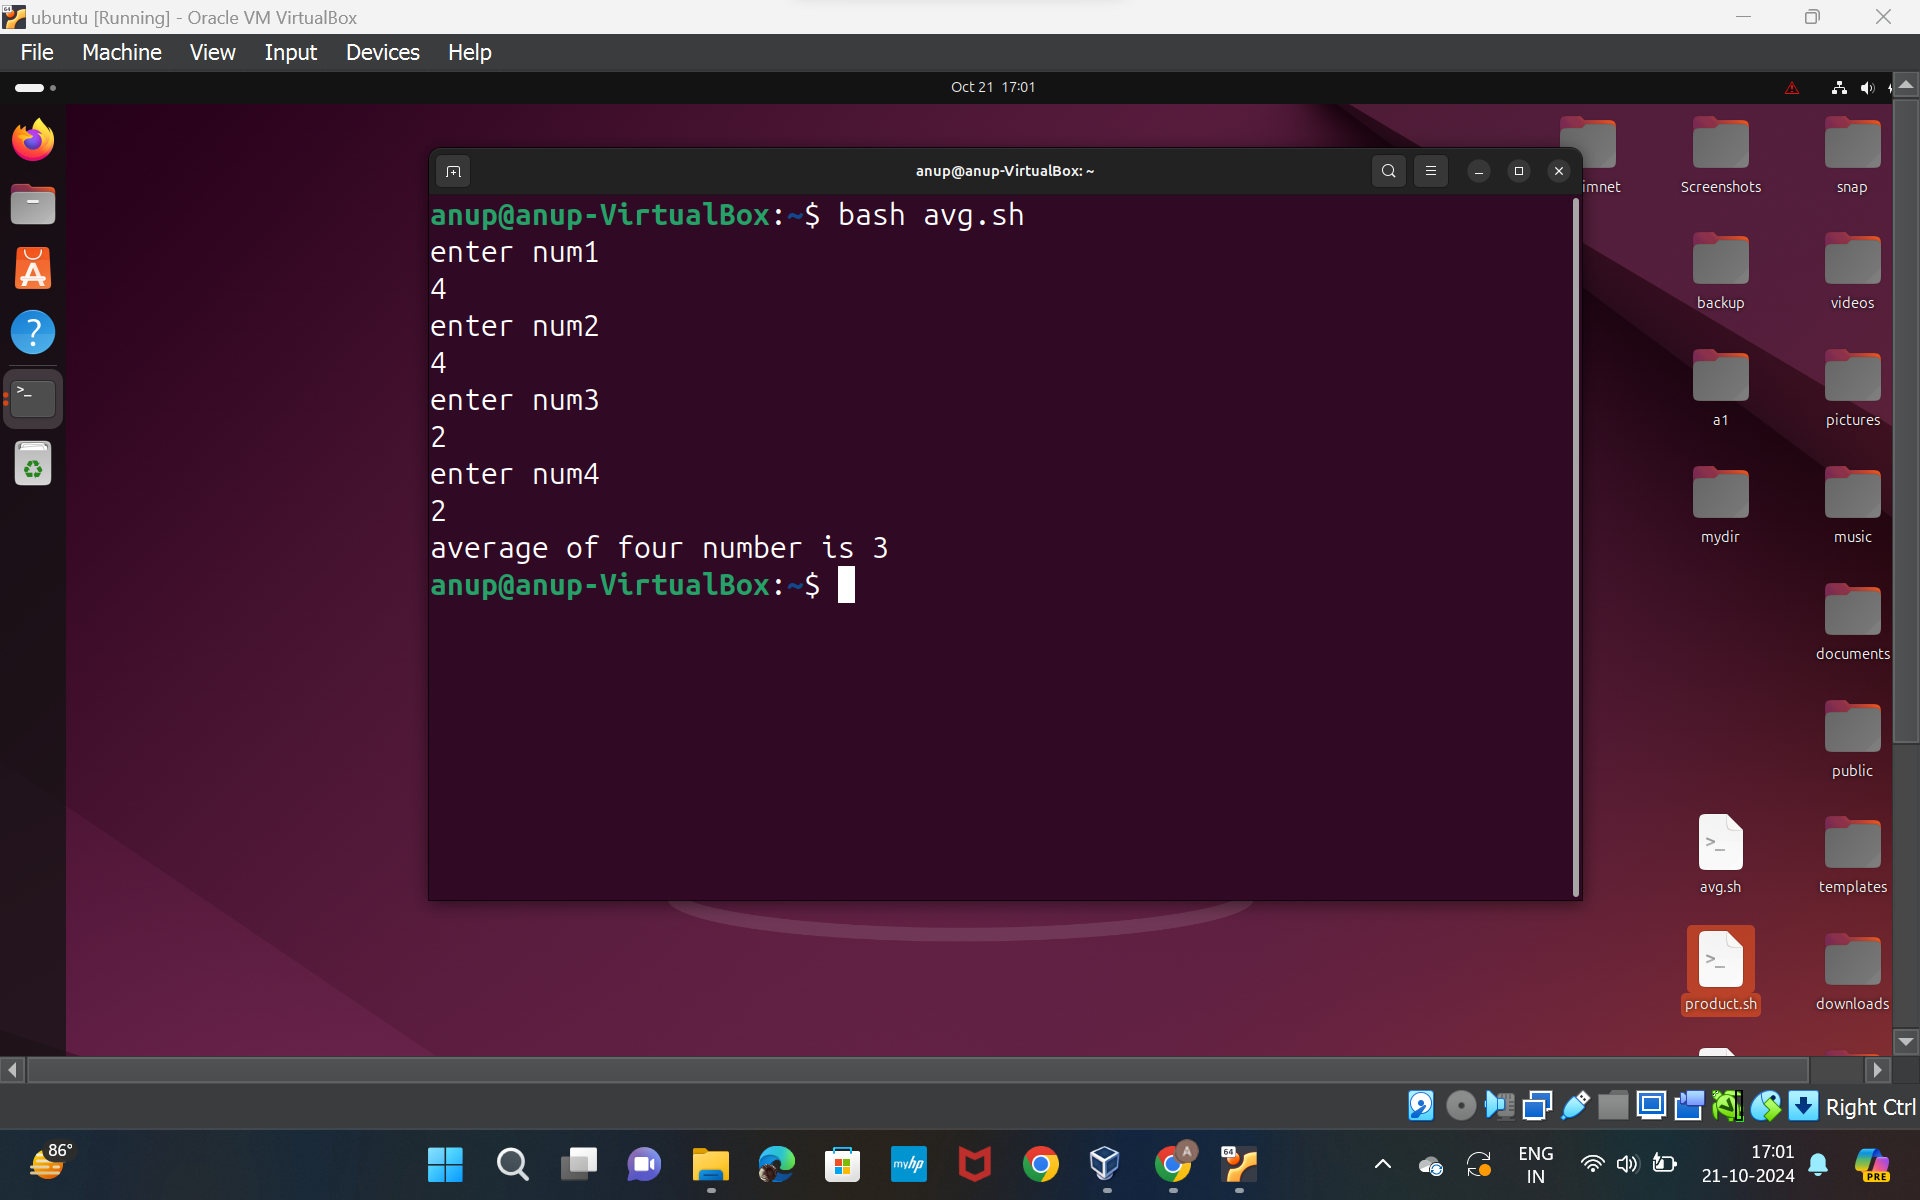 ubuntu [Running] - Oracle VM VirtualBox
File Machine View Input Devices Help
Oct 21 17:01
anup@anup-VirtualBox: ~
anup@anup-VirtualBox:~$ bash avg.sh
enter num1
4
enter num2
4
enter num3
2
enter num4
2
average of four number is 3
anup@anup-VirtualBox:~$
imnet
Screenshots
snap
backup
videos
a1
pictures
mydir
music
documents
public
avg.sh
templates
product.sh
downloads
Right Ctrl
86°
myhp
A
64
ENG
IN
17:01
21-10-2024
PRE